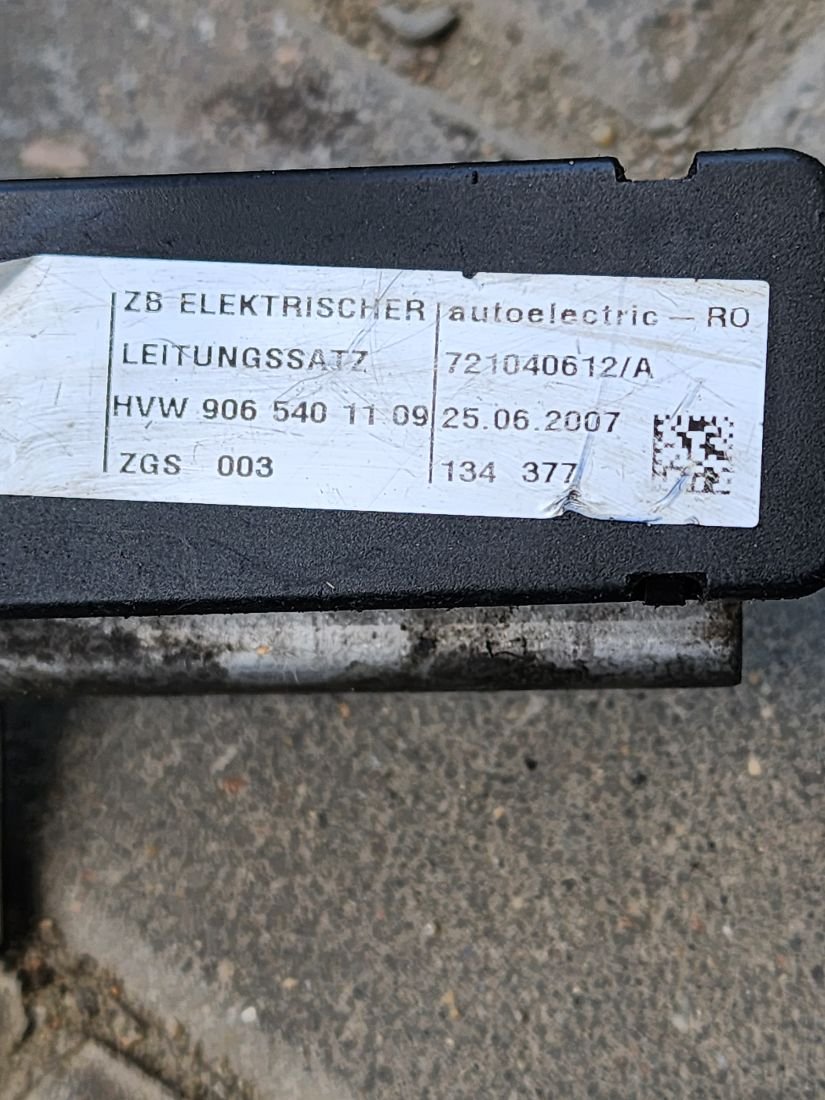 ZB ELEKTRISCHER
LEITUNGSSATZ
HVW 906 540 11 09
ZGS 003
autoelectric – RO
721040612/A
25.06.2007
134 377